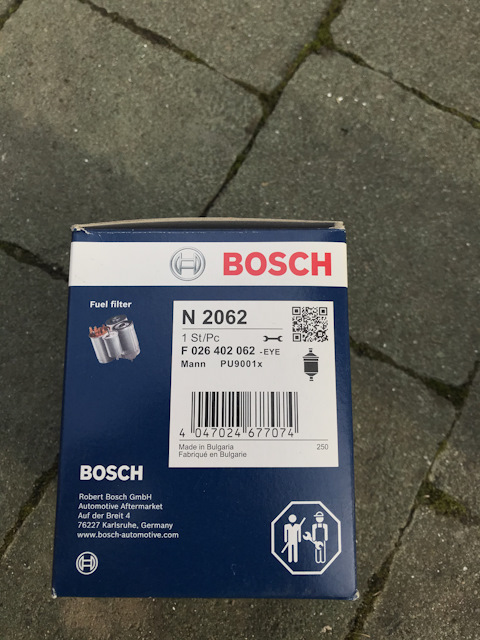 BOSCH
Fuel filter
N 2062
1 St/Pc
F 026 402 062 -EYE
Mann PU9001x
4 047024 677074
Made in Bulgaria 250
Fabriqué en Bulgarie
BOSCH
Robert Bosch GmbH
Automotive Aftermarket
Auf der Breit 4
76227 Karlsruhe, Germany
www.bosch-automotive.com